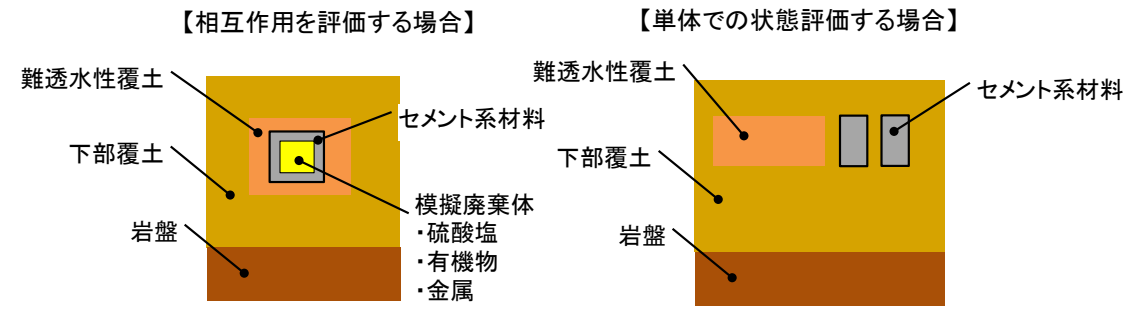 【相互作用を評価する場合】
難透水性覆土
セメント系材料
下部覆土
模擬廃棄体
・硫酸塩
・有機物
・金属
岩盤
【単体での状態評価する場合】
難透水性覆土
セメント系材料
下部覆土
岩盤